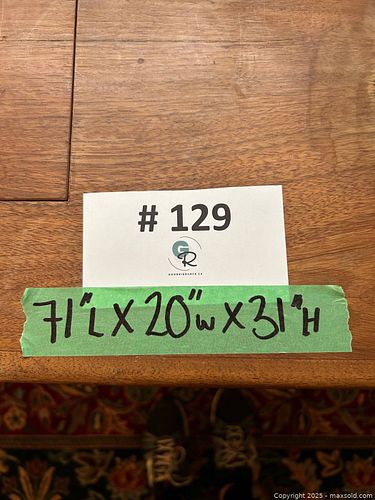 # 129
GR
71"L X 20"W X 31"H
Copyright 2025 - maxsold.com